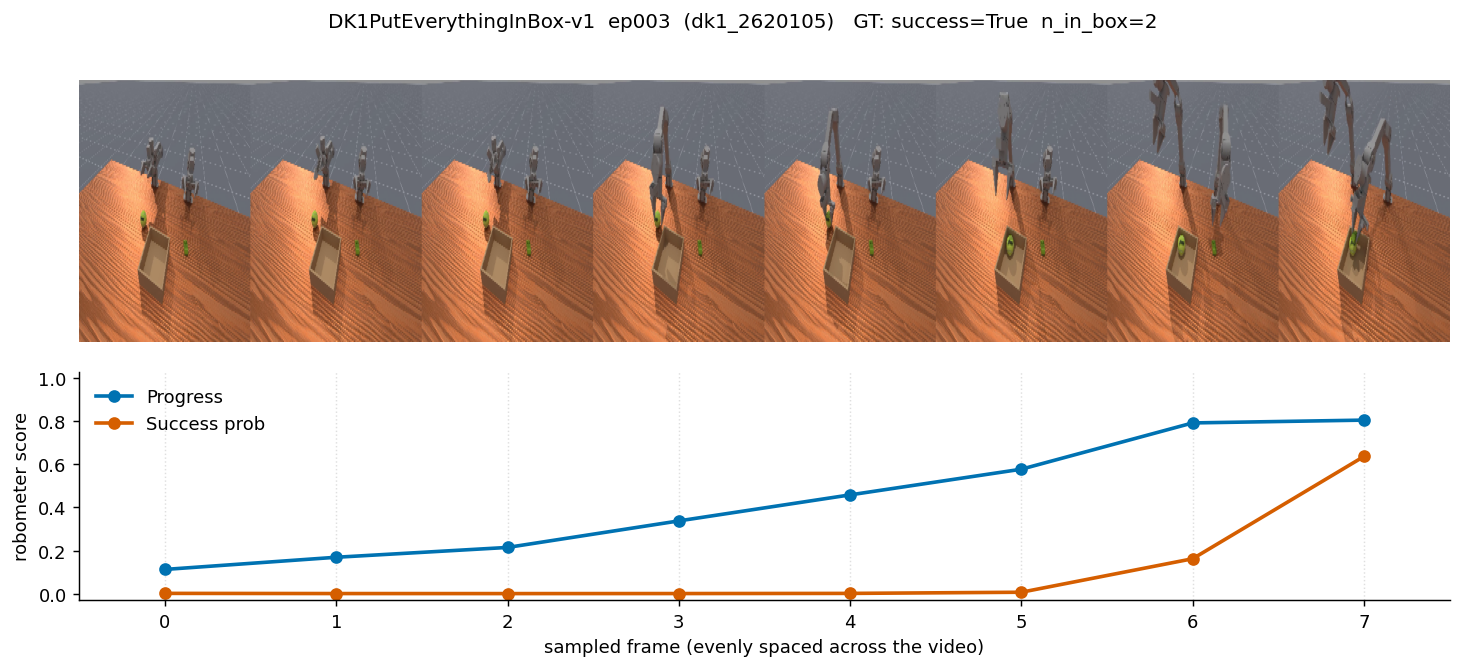 DK1PutEverythingInBox-v1  ep003  (dk1_2620105)   GT: success=True  n_in_box=2
1.0
0.8
0.6
0.4
0.2
0.0
robometer score
Progress
Success prob
0 1 2 3 4 5 6 7
sampled frame (evenly spaced across the video)